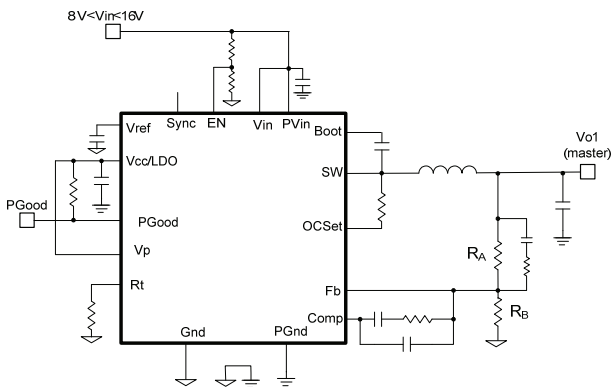 8V<Vin<16V
Sync
EN
Vin
PVin
Vref
Boot
Vcc/LDO
SW
Vo1
(master)
PGood
PGood
OCSet
Vp
RA
Rt
Fb
RB
Comp
Gnd
PGnd